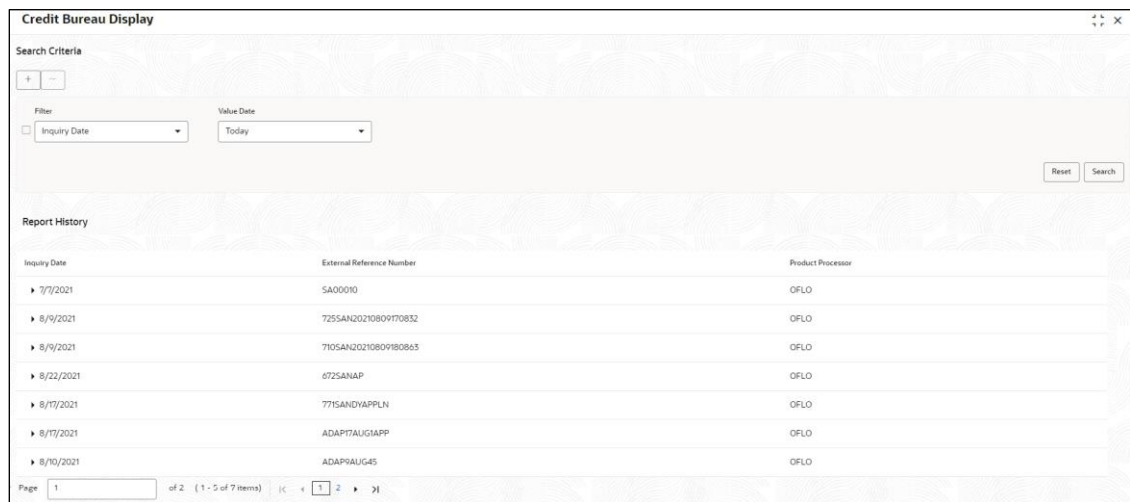 Credit Bureau Display
Search Criteria
Filter Value Date
Inquiry Date Today
Reset Search
Report History
Inquiry Date External Reference Number Product Processor
7/7/2021 SA00010 OFLO
8/9/2021 725SAN20210809170832 OFLO
8/9/2021 710SAN20210809180863 OFLO
8/22/2021 672SANAP OFLO
8/17/2021 771SANDYAPPLN OFLO
8/17/2021 ADAP17AUG1APP OFLO
8/10/2021 ADAP9AUG45 OFLO
Page 1 of 2 (1 - 5 of 7 items) 1 2